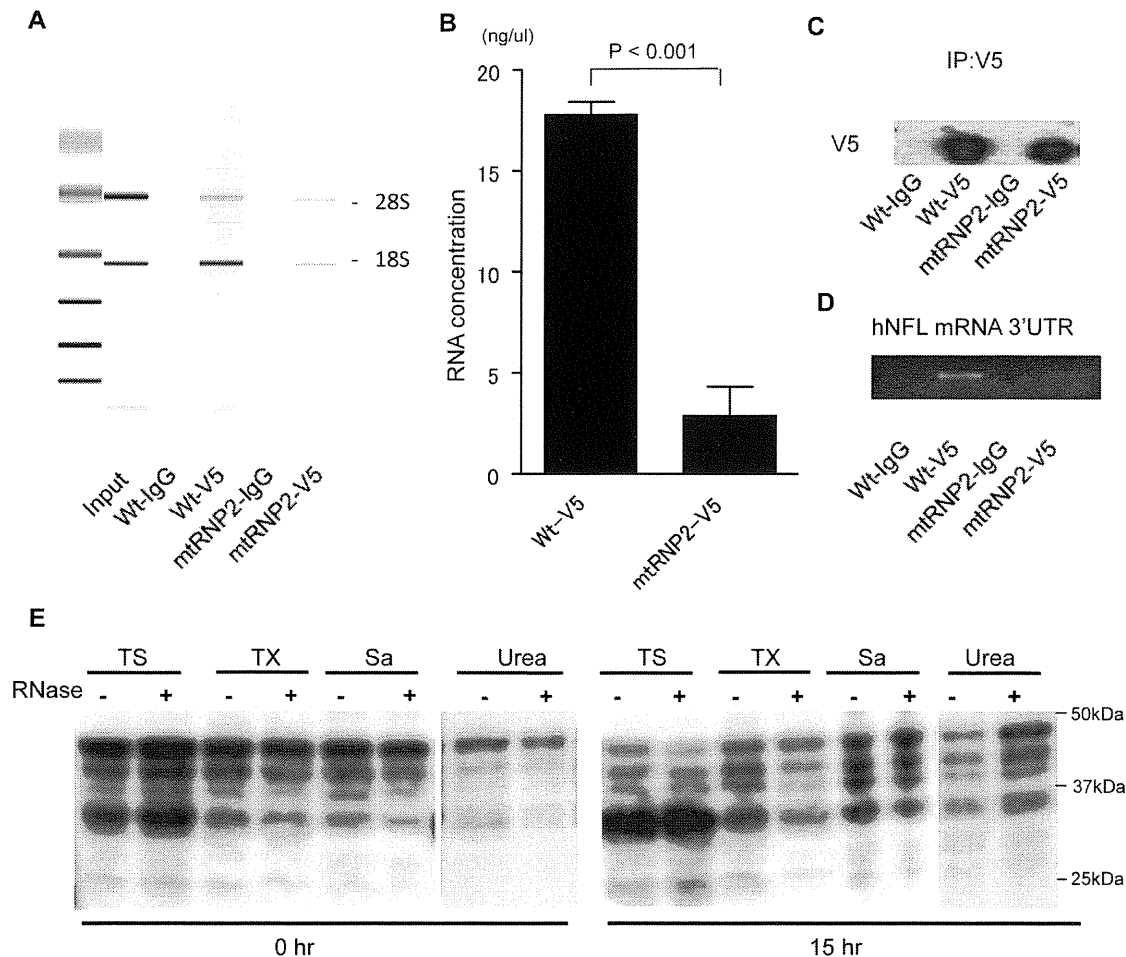 A
- 28S
- 18S
Input
Wt-IgG
Wt-V5
mtRNP2-IgG
mtRNP2-V5
B
(ng/ul)
P < 0.001
20
15
10
5
0
RNA concentration
Wt-V5
mtRNP2-V5
C
IP:V5
V5
Wt-IgG
Wt-V5
mtRNP2-IgG
mtRNP2-V5
D
hNFL mRNA 3'UTR
Wt-IgG
Wt-V5
mtRNP2-IgG
mtRNP2-V5
E
TS TX Sa Urea TS TX Sa Urea
RNase - + - + - + - + - + - + - + - +
50kDa
37kDa
25kDa
0 hr 15 hr